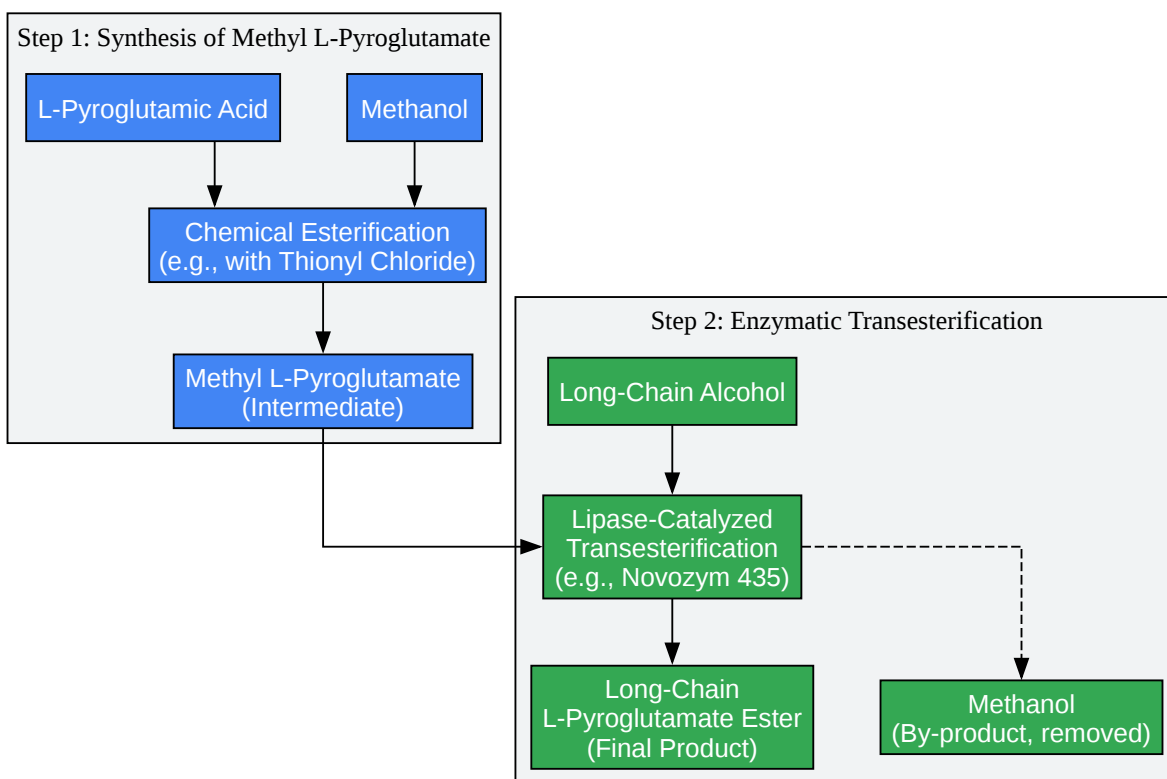 Step 1: Synthesis of Methyl L-Pyroglutamate
L-Pyroglutamic Acid
Methanol
Chemical Esterification
(e.g., with Thionyl Chloride)
Methyl L-Pyroglutamate
(Intermediate)
Step 2: Enzymatic Transesterification
Long-Chain Alcohol
Lipase-Catalyzed
Transesterification
(e.g., Novozym 435)
Long-Chain
L-Pyroglutamate Ester
(Final Product)
Methanol
(By-product, removed)